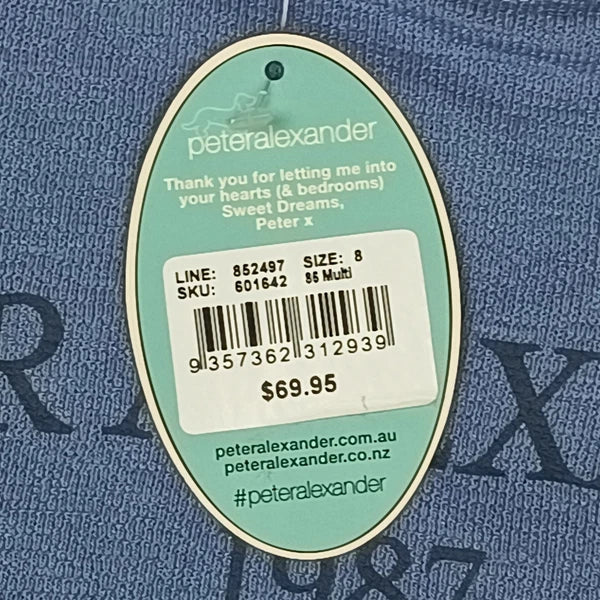 peteralexander
Thank you for letting me into
your hearts (& bedrooms)
Sweet Dreams,
Peter x
LINE: 852497 SIZE: 8
SKU: 601642 85 Multi
9 357362 312939
$69.95
peteralexander.com.au
peteralexander.co.nz
#peteralexander
R X
1987